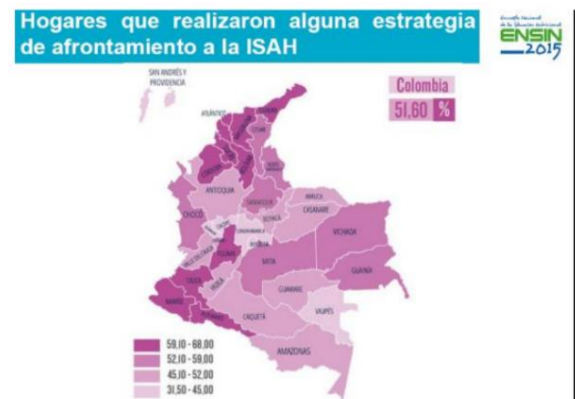 Hogares que realizaron alguna estrategia
de afrontamiento a la ISAH
ENSIN
2015
SAN ANDRÉS Y
PROVIDENCIA
Colombia
51,60 %
ATLÁNTICO
CESAR
ANTIOQUIA
SANTANDER
ARAUCA
CASANARE
BOYACÁ
CHOCÓ
VICHADA
META
GUAINÍA
TOLIMA
HUILA
CAUCA
NARIÑO
GUAVIARE
VAUPÉS
CAQUETÁ
AMAZONAS
59,10 - 68,00
52,10 - 59,00
45,10 - 52,00
31,50 - 45,00